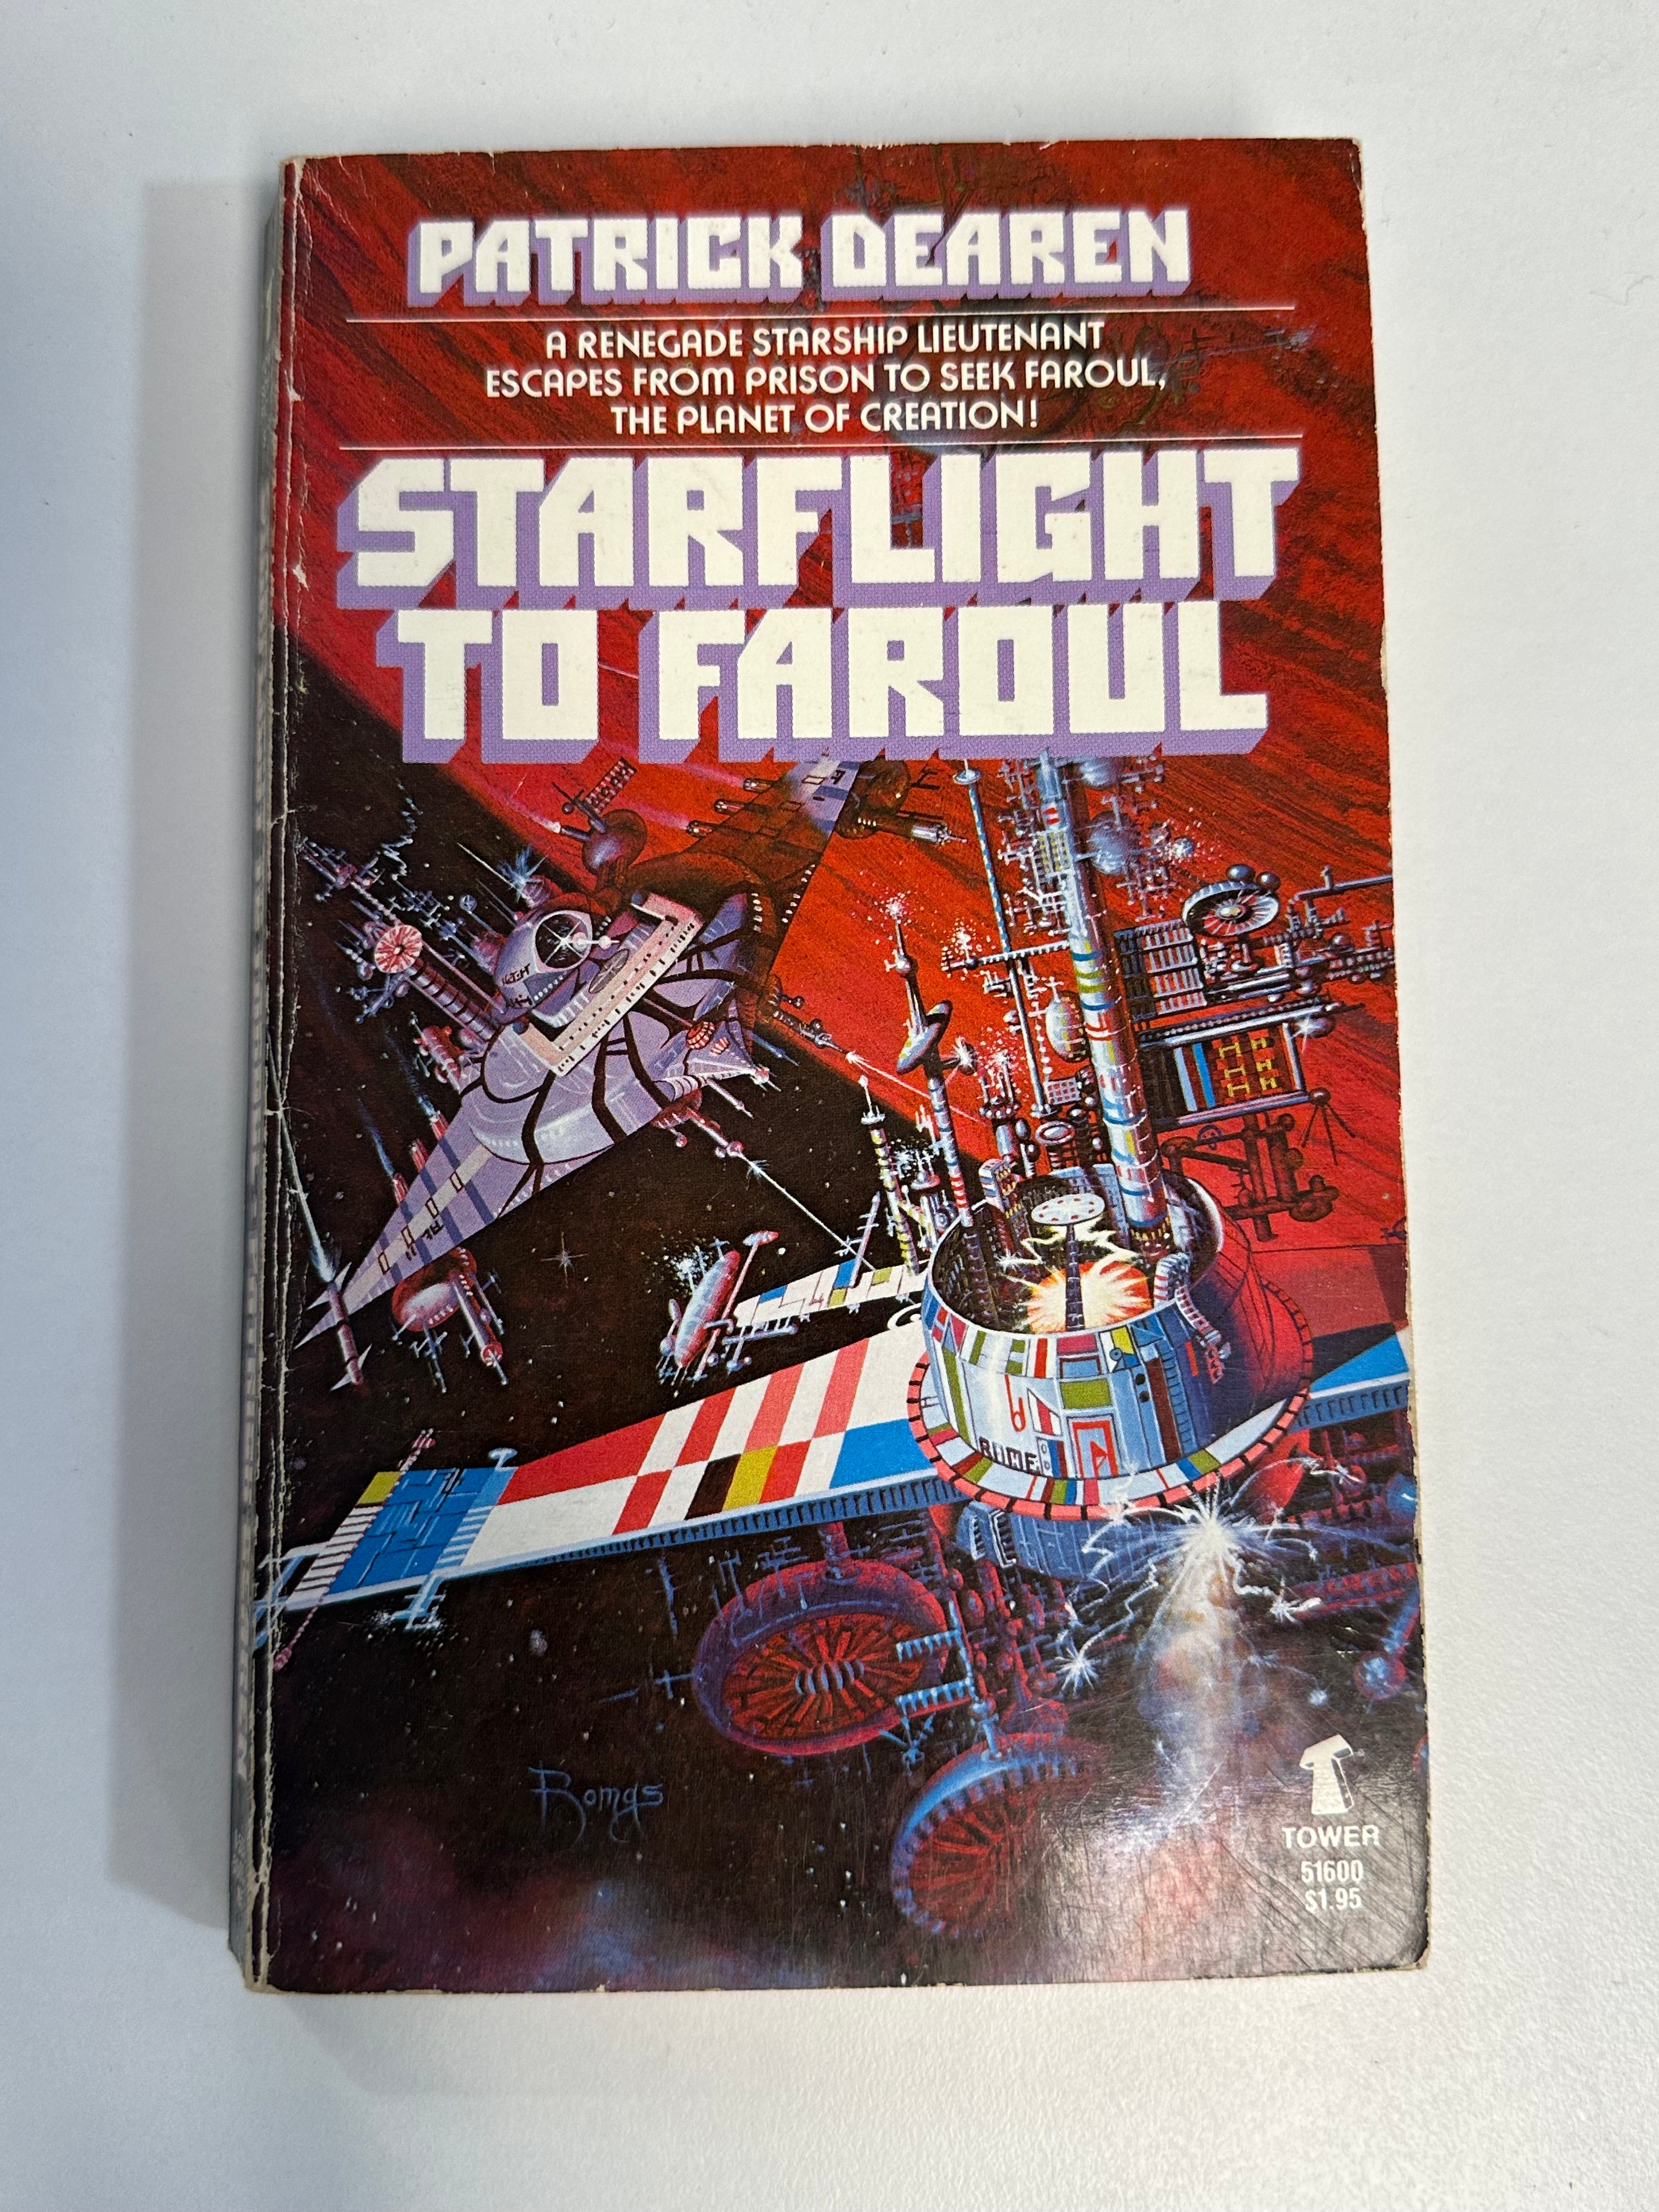 PATRICK DEAREN
A RENEGADE STARSHIP LIEUTENANT
ESCAPES FROM PRISON TO SEEK FAROUL,
THE PLANET OF CREATION!
STARFLIGHT
TO FAROUL
Romgs
TOWER
51600
$1.95